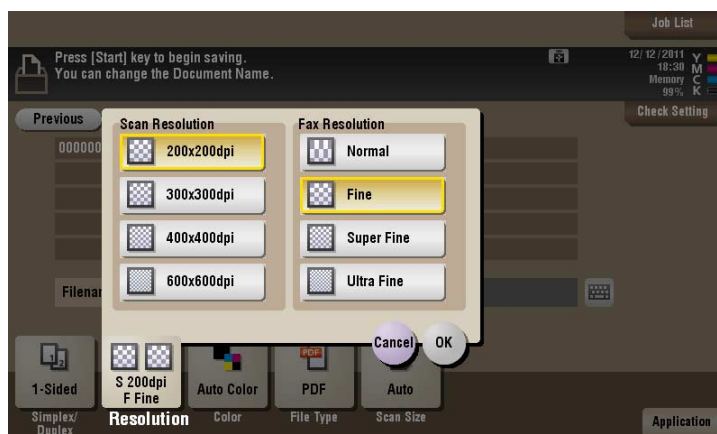 Job List
Press [Start] key to begin saving.
You can change the Document Name.
12/12/2011
18:30
Memory
99%
Y
M
C
K
Previous
Check Setting
Scan Resolution
Fax Resolution
000000
200x200dpi
Normal
300x300dpi
Fine
400x400dpi
Super Fine
600x600dpi
Ultra Fine
Filenam
Cancel
OK
1-Sided
S 200dpi
F Fine
Auto Color
PDF
PDF
Auto
Simplex/
Duplex
Resolution
Color
File Type
Scan Size
Application